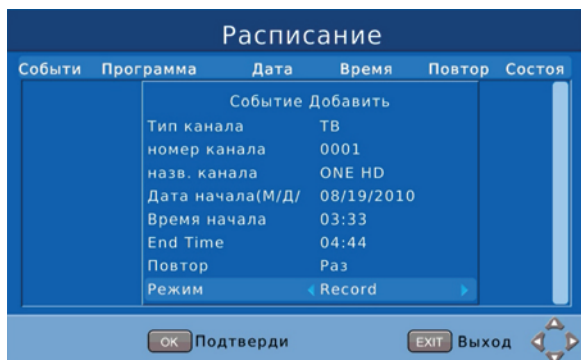 Расписание
Событи Программа Дата Время Повтор Состоя
Событие Добавить
Тип канала ТВ
номер канала 0001
назв. канала ONE HD
Дата начала(М/Д/ 08/19/2010
Время начала 03:33
End Time 04:44
Повтор Раз
Режим Record
OK Подтверди EXIT Выход